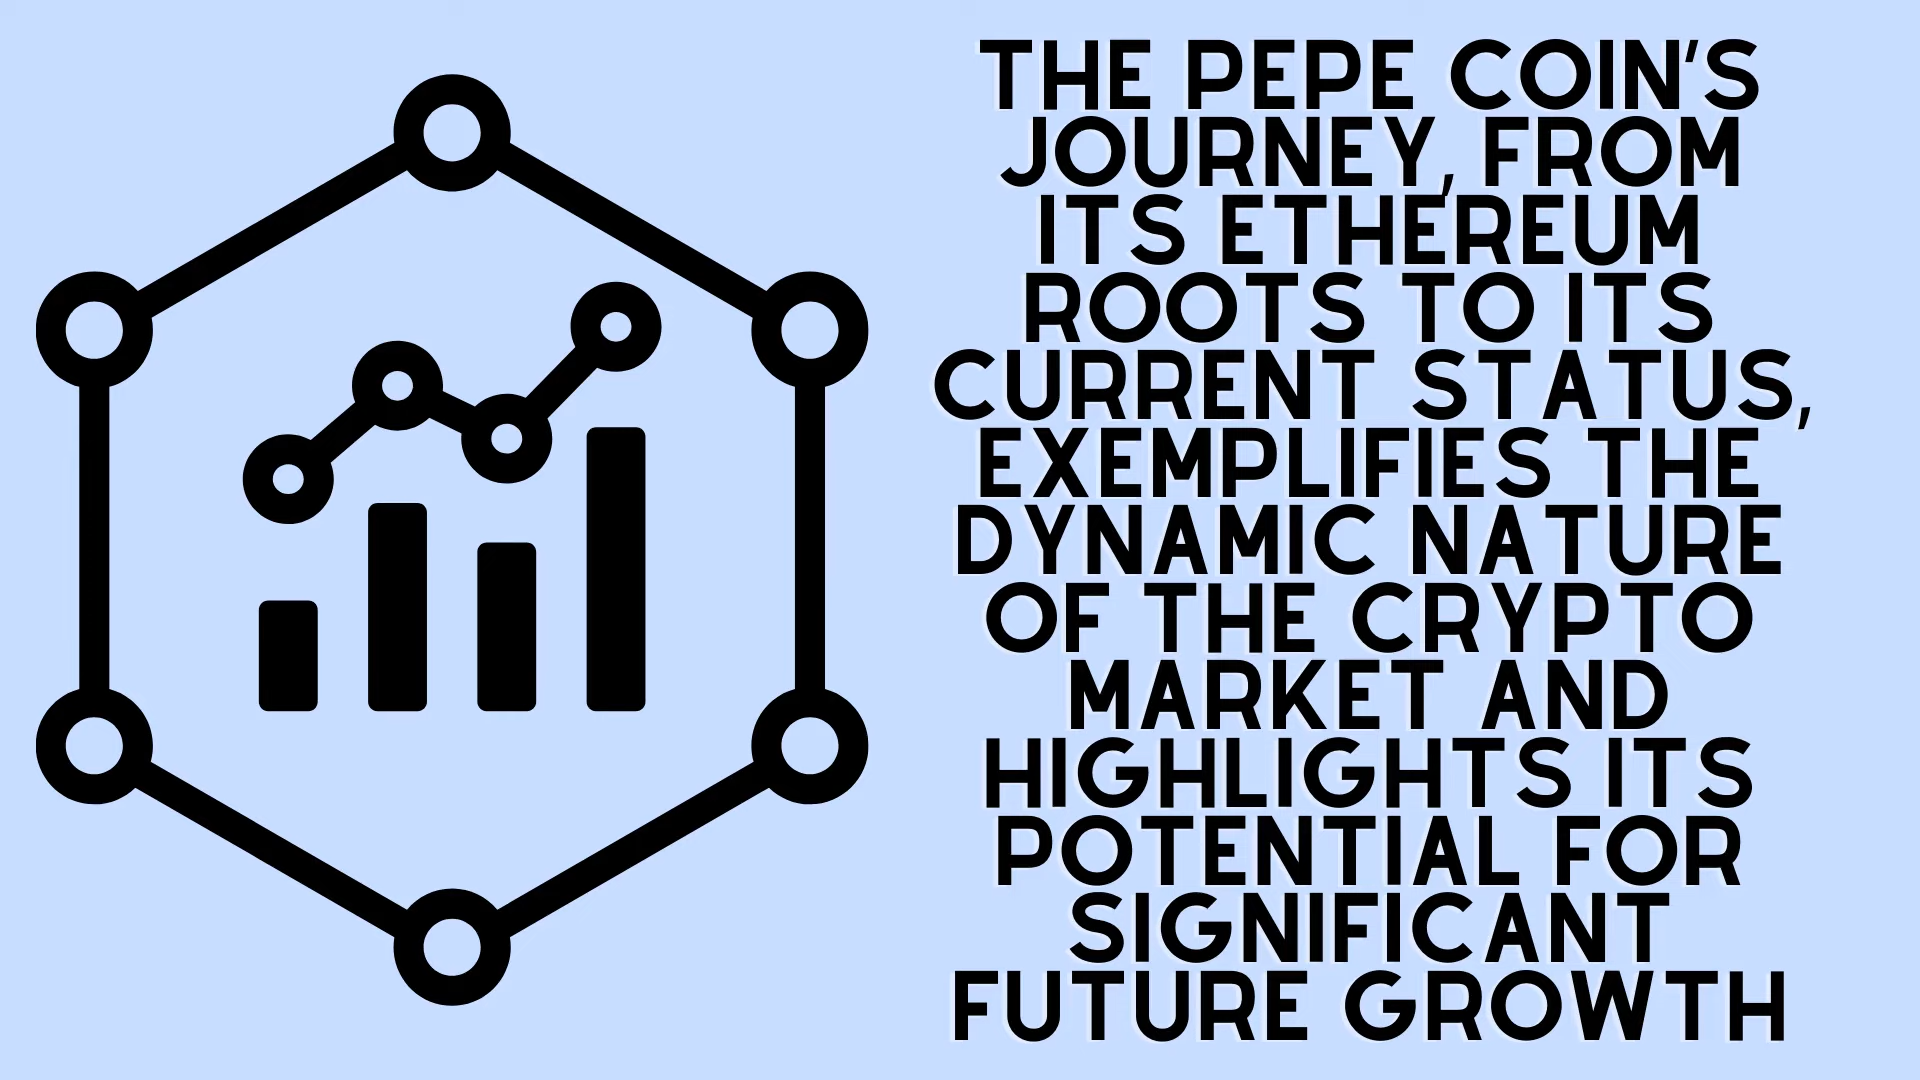 THE PEPE COIN'S
JOURNEY, FROM
ITS ETHEREUM
ROOTS TO ITS
CURRENT STATUS,
EXEMPLIFIES THE
DYNAMIC NATURE
OF THE CRYPTO
MARKET AND
HIGHLIGHTS ITS
POTENTIAL FOR
SIGNIFICANT
FUTURE GROWTH